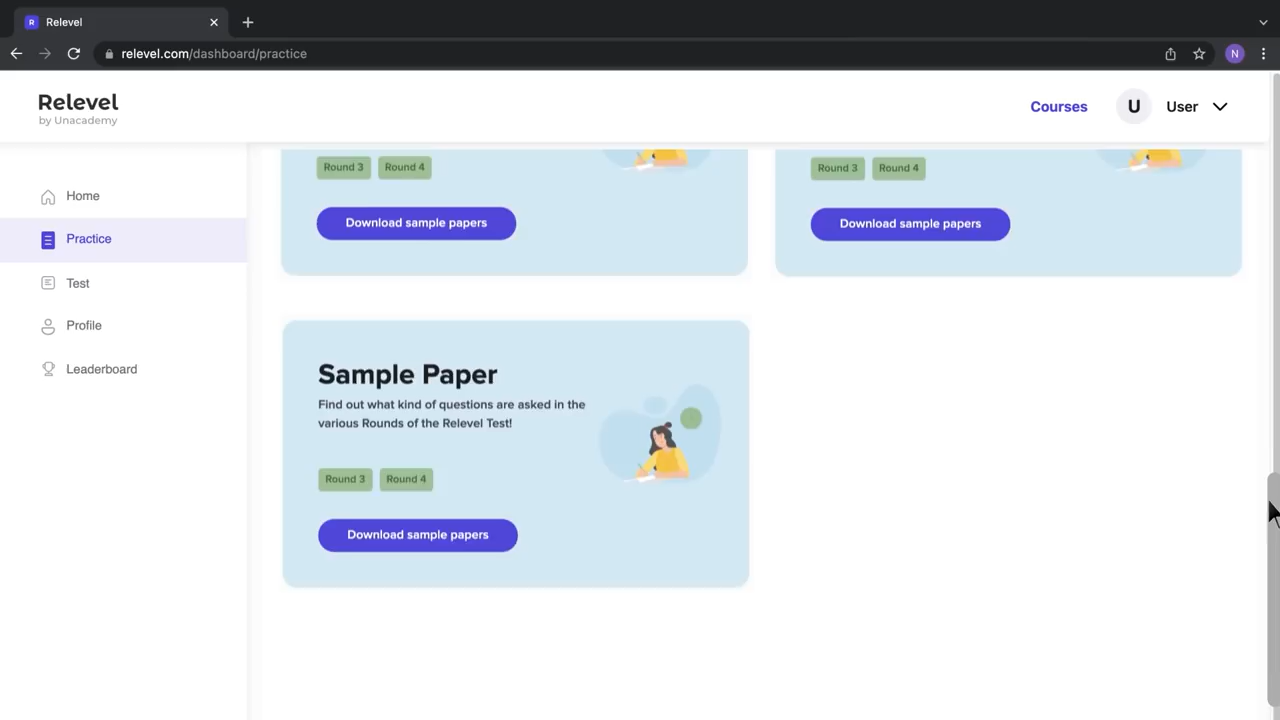 R Relevel
relevel.com/dashboard/practice
N
Relevel
by Unacademy
Courses
U
User
Home
Practice
Test
Profile
Leaderboard
Round 3 Round 4
Download sample papers
Round 3 Round 4
Download sample papers
Sample Paper
Find out what kind of questions are asked in the
various Rounds of the Relevel Test!
Round 3 Round 4
Download sample papers